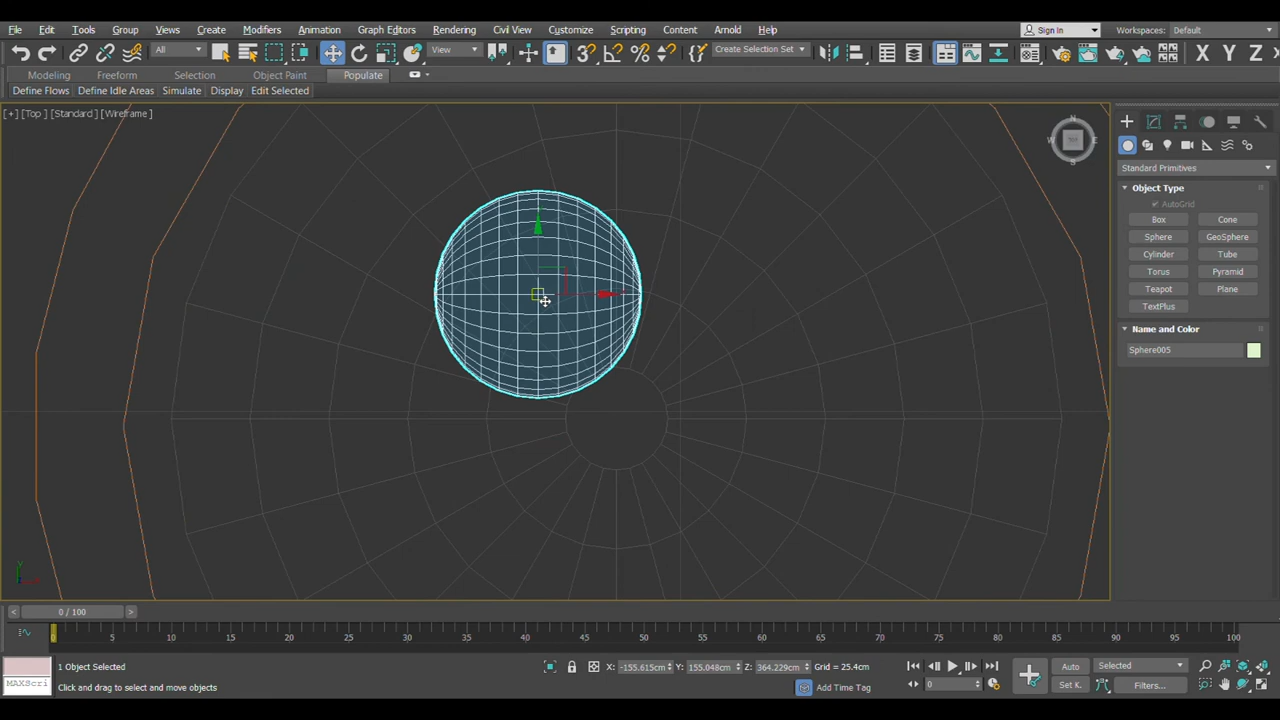 File Edit Tools Group Views Create Modifiers Animation Graph Editors Rendering Civil View Customize Scripting Content Arnold Help Sign In Workspaces: Default
All View Create Selection Set X Y Z
Modeling Freeform Selection Object Paint Populate
Define Flows Define Idle Areas Simulate Display Edit Selected
[+] [Top ] [Standard ] [Wireframe ]
N
W E
S
Standard Primitives
Object Type
AutoGrid
Box Cone
Sphere GeoSphere
Cylinder Tube
Torus Pyramid
Teapot Plane
TextPlus
Name and Color
Sphere005
< 0 / 100 >
0 5 10 15 20 25 30 35 40 45 50 55 60 65 70 75 80 85 90 95 100
1 Object Selected X: -155.615cm Y: 155.048cm Z: 364.229cm Grid = 25.4cm Auto Selected
MAXScri Click and drag to select and move objects Add Time Tag 0 Set K. Filters...